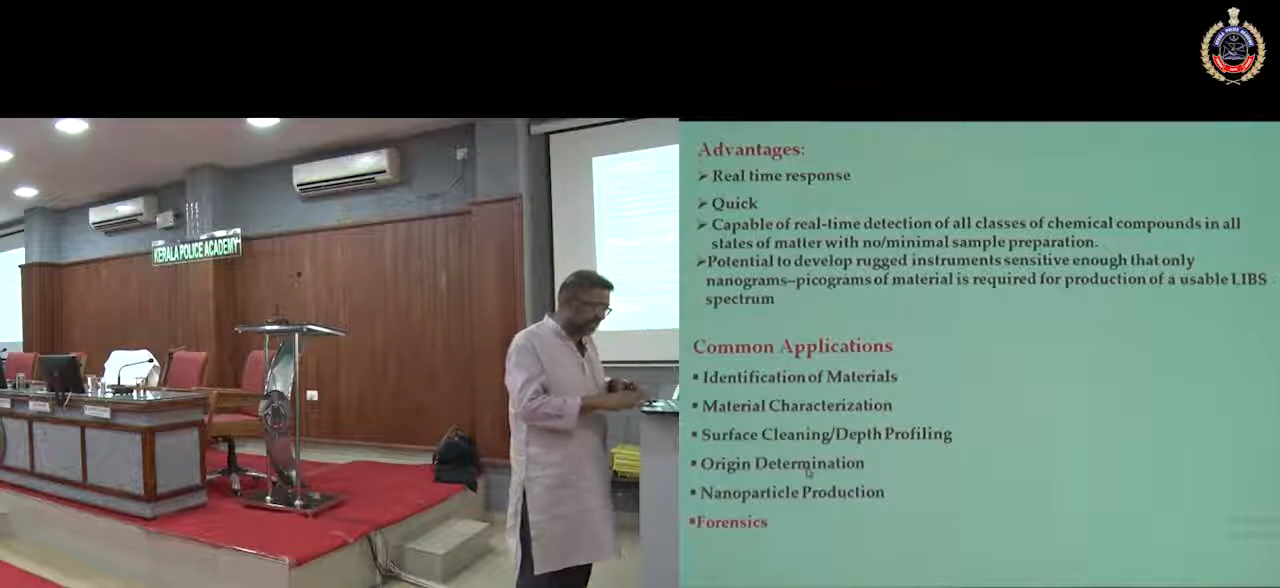 KERALA POLICE ACADEMY
Advantages:
➢ Real time response
➢ Quick
➢ Capable of real-time detection of all classes of chemical compounds in all
states of matter with no/minimal sample preparation.
➢Potential to develop rugged instruments sensitive enough that only
nanograms–picograms of material is required for production of a usable LIBS
spectrum
Common Applications
▪ Identification of Materials
▪ Material Characterization
▪ Surface Cleaning/Depth Profiling
▪ Origin Determination
▪ Nanoparticle Production
▪Forensics